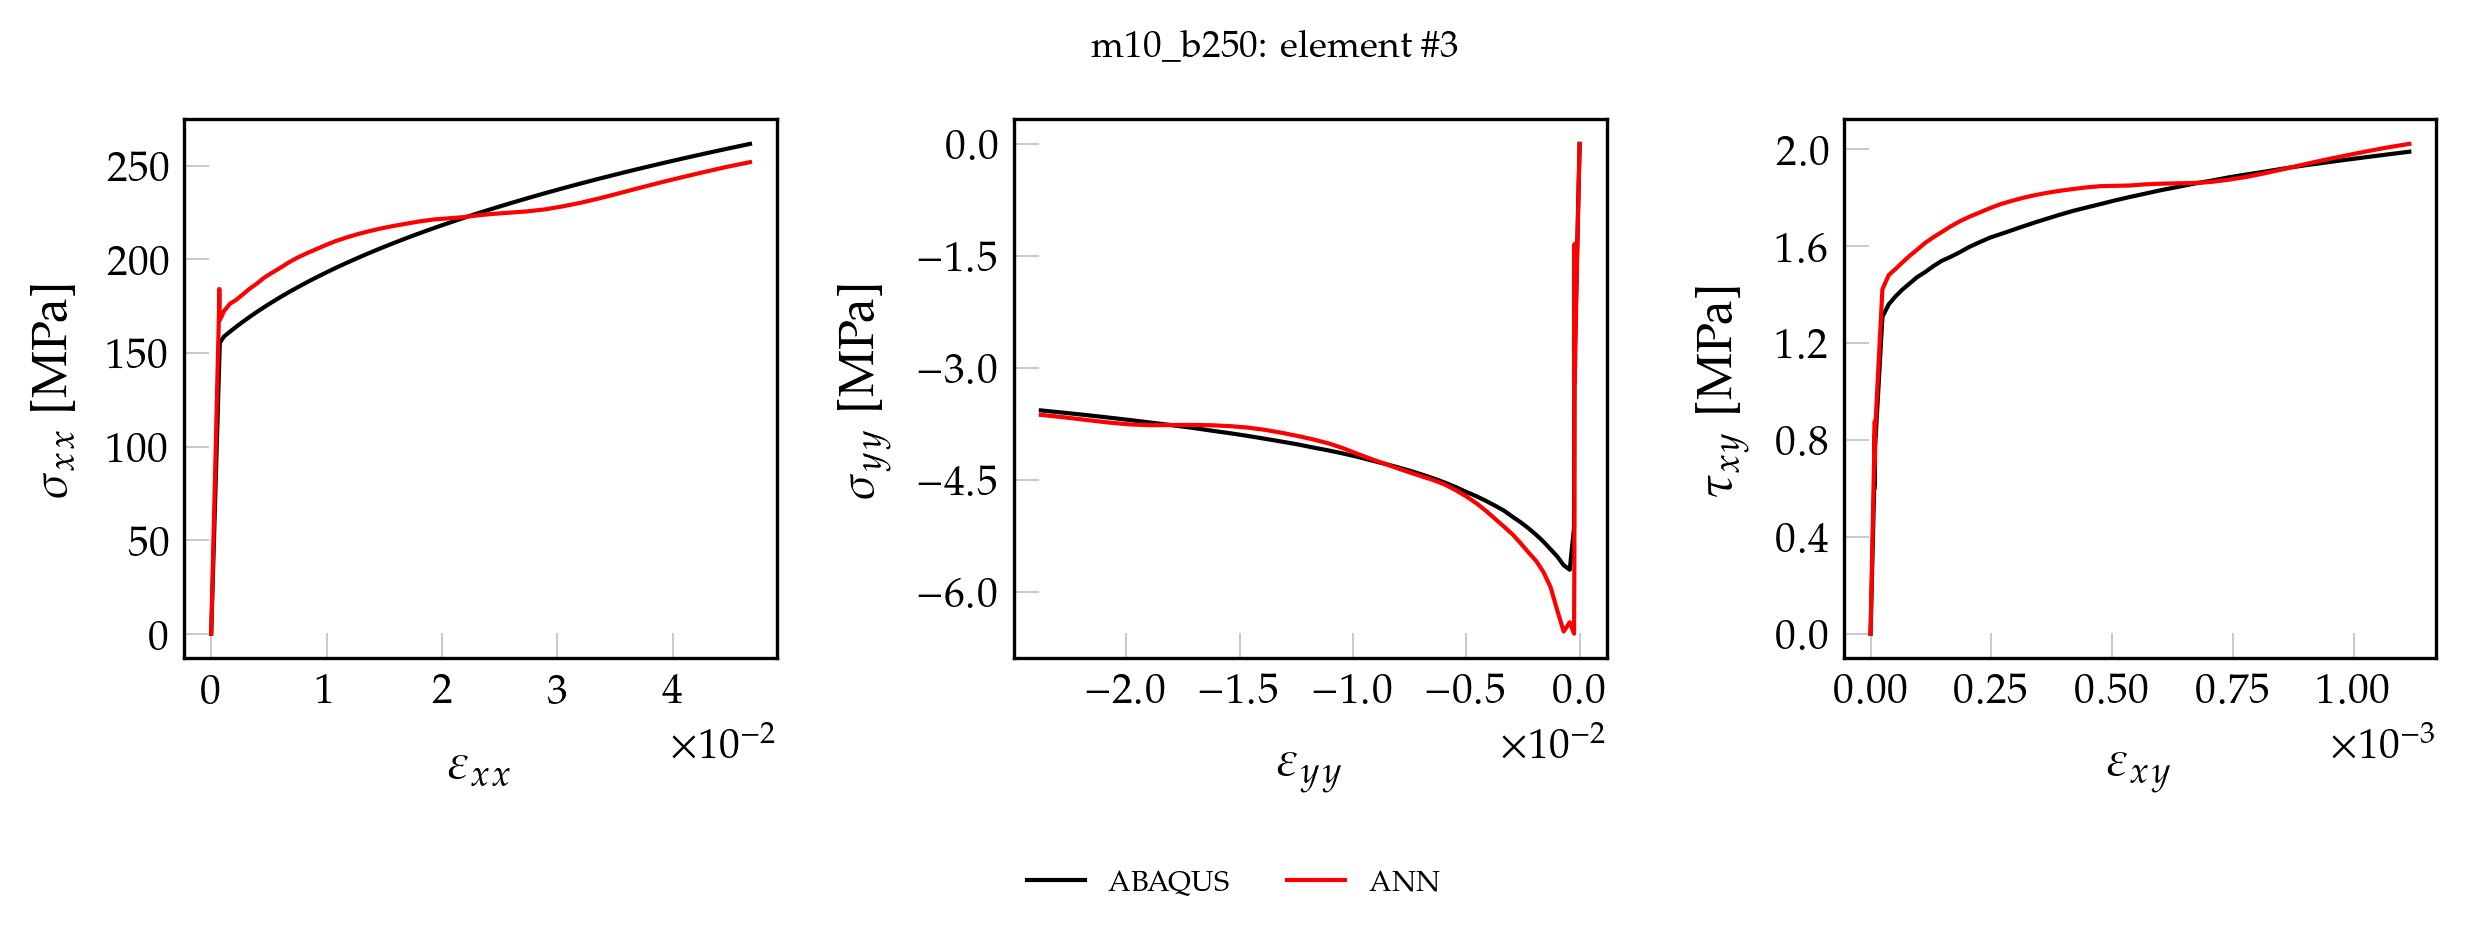 m10_b250: element #3
σxx [MPa]
250
200
150
100
50
0
0 1 2 3 4
×10−2
εxx
σyy [MPa]
0.0
−1.5
−3.0
−4.5
−6.0
−2.0 −1.5 −1.0 −0.5 0.0
×10−2
εyy
τxy [MPa]
2.0
1.6
1.2
0.8
0.4
0.0
0.00 0.25 0.50 0.75 1.00
×10−3
εxy
ABAQUS ANN